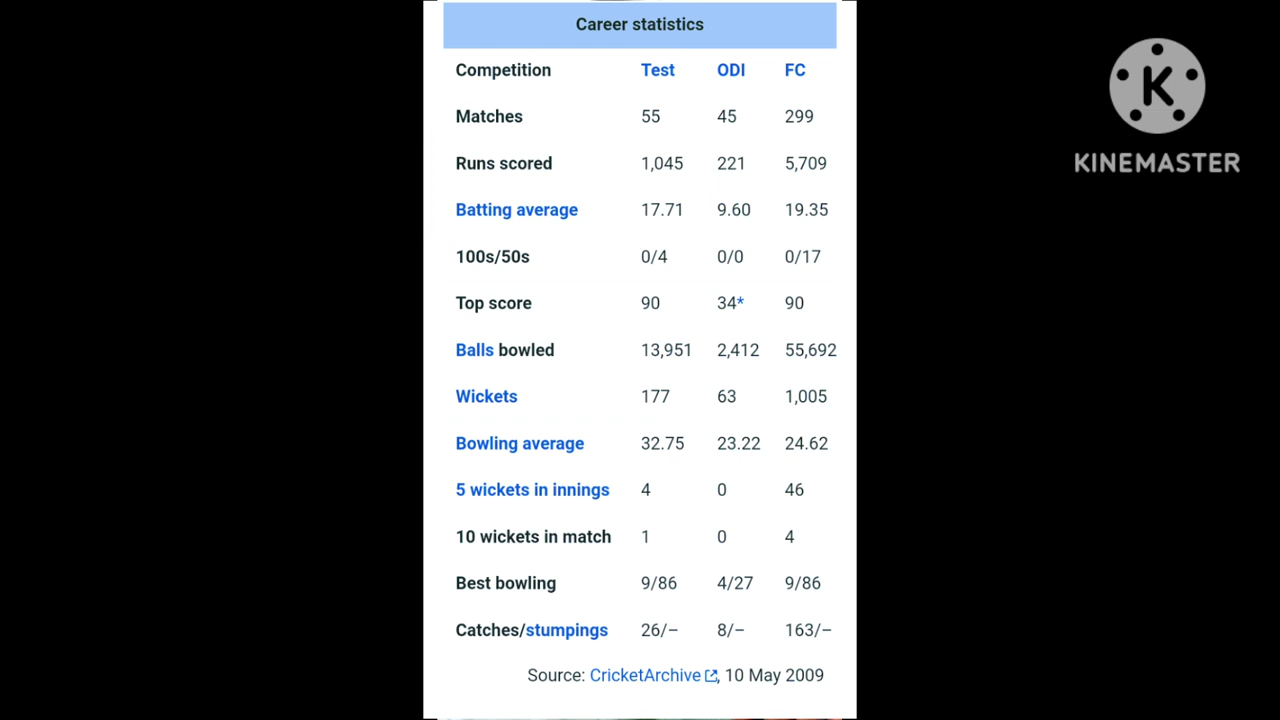 Career statistics
Competition Test ODI FC
Matches 55 45 299
Runs scored 1,045 221 5,709
Batting average 17.71 9.60 19.35
100s/50s 0/4 0/0 0/17
Top score 90 34* 90
Balls bowled 13,951 2,412 55,692
Wickets 177 63 1,005
Bowling average 32.75 23.22 24.62
5 wickets in innings 4 0 46
10 wickets in match 1 0 4
Best bowling 9/86 4/27 9/86
Catches/stumpings 26/– 8/– 163/–
Source: CricketArchive, 10 May 2009
K
KINEMASTER